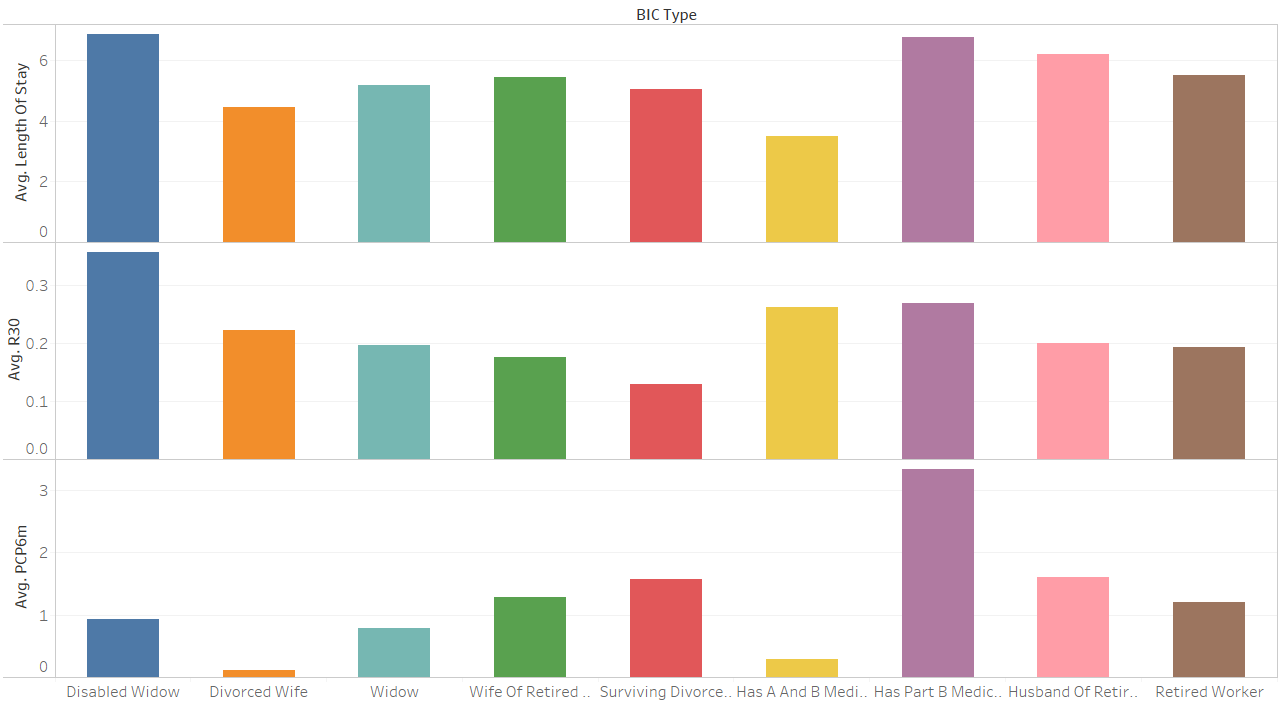 BIC Type
Avg. Length Of Stay
6
4
2
0
Avg. R30
0.3
0.2
0.1
0.0
Avg. PCP6m
3
2
1
0
Disabled Widow Divorced Wife Widow Wife Of Retired .. Surviving Divorce.. Has A And B Medi.. Has Part B Medic.. Husband Of Retir.. Retired Worker